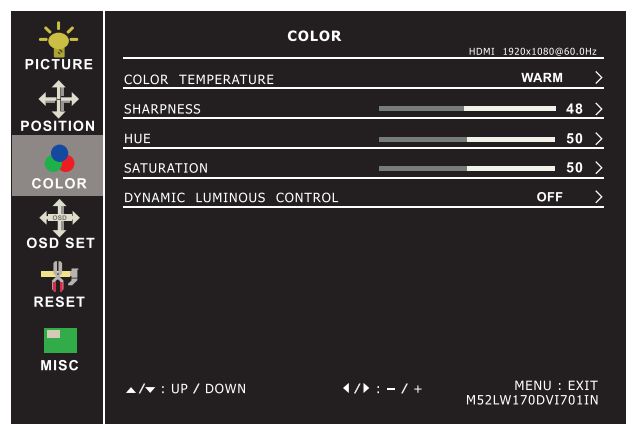 PICTURE
POSITION
COLOR
OSD
OSD SET
RESET
MISC
COLOR
HDMI 1920x1080@60.0Hz
COLOR TEMPERATURE WARM >
SHARPNESS 48 >
HUE 50 >
SATURATION 50 >
DYNAMIC LUMINOUS CONTROL OFF >
▲/▼ : UP / DOWN ◀/▶ : − / + MENU : EXIT
M52LW170DVI701IN